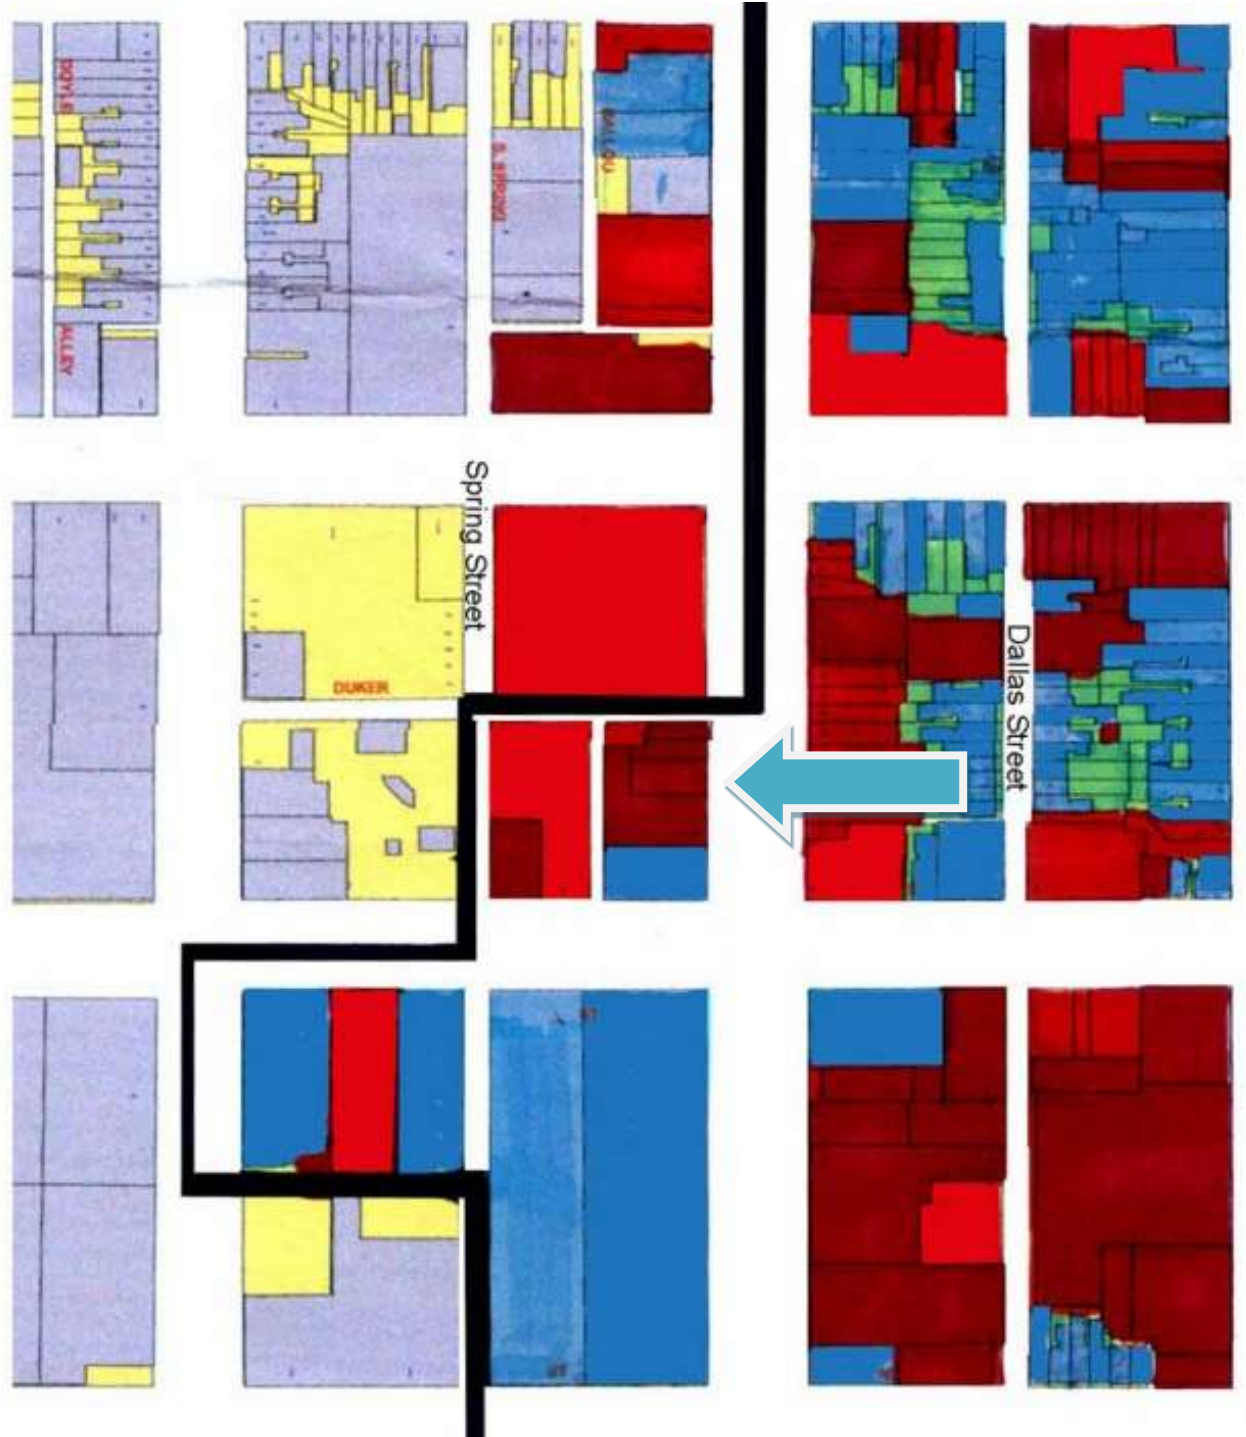 DOYLE
ALLEY
S. SPRING
BALLOU
Spring Street
DUKER
Dallas Street